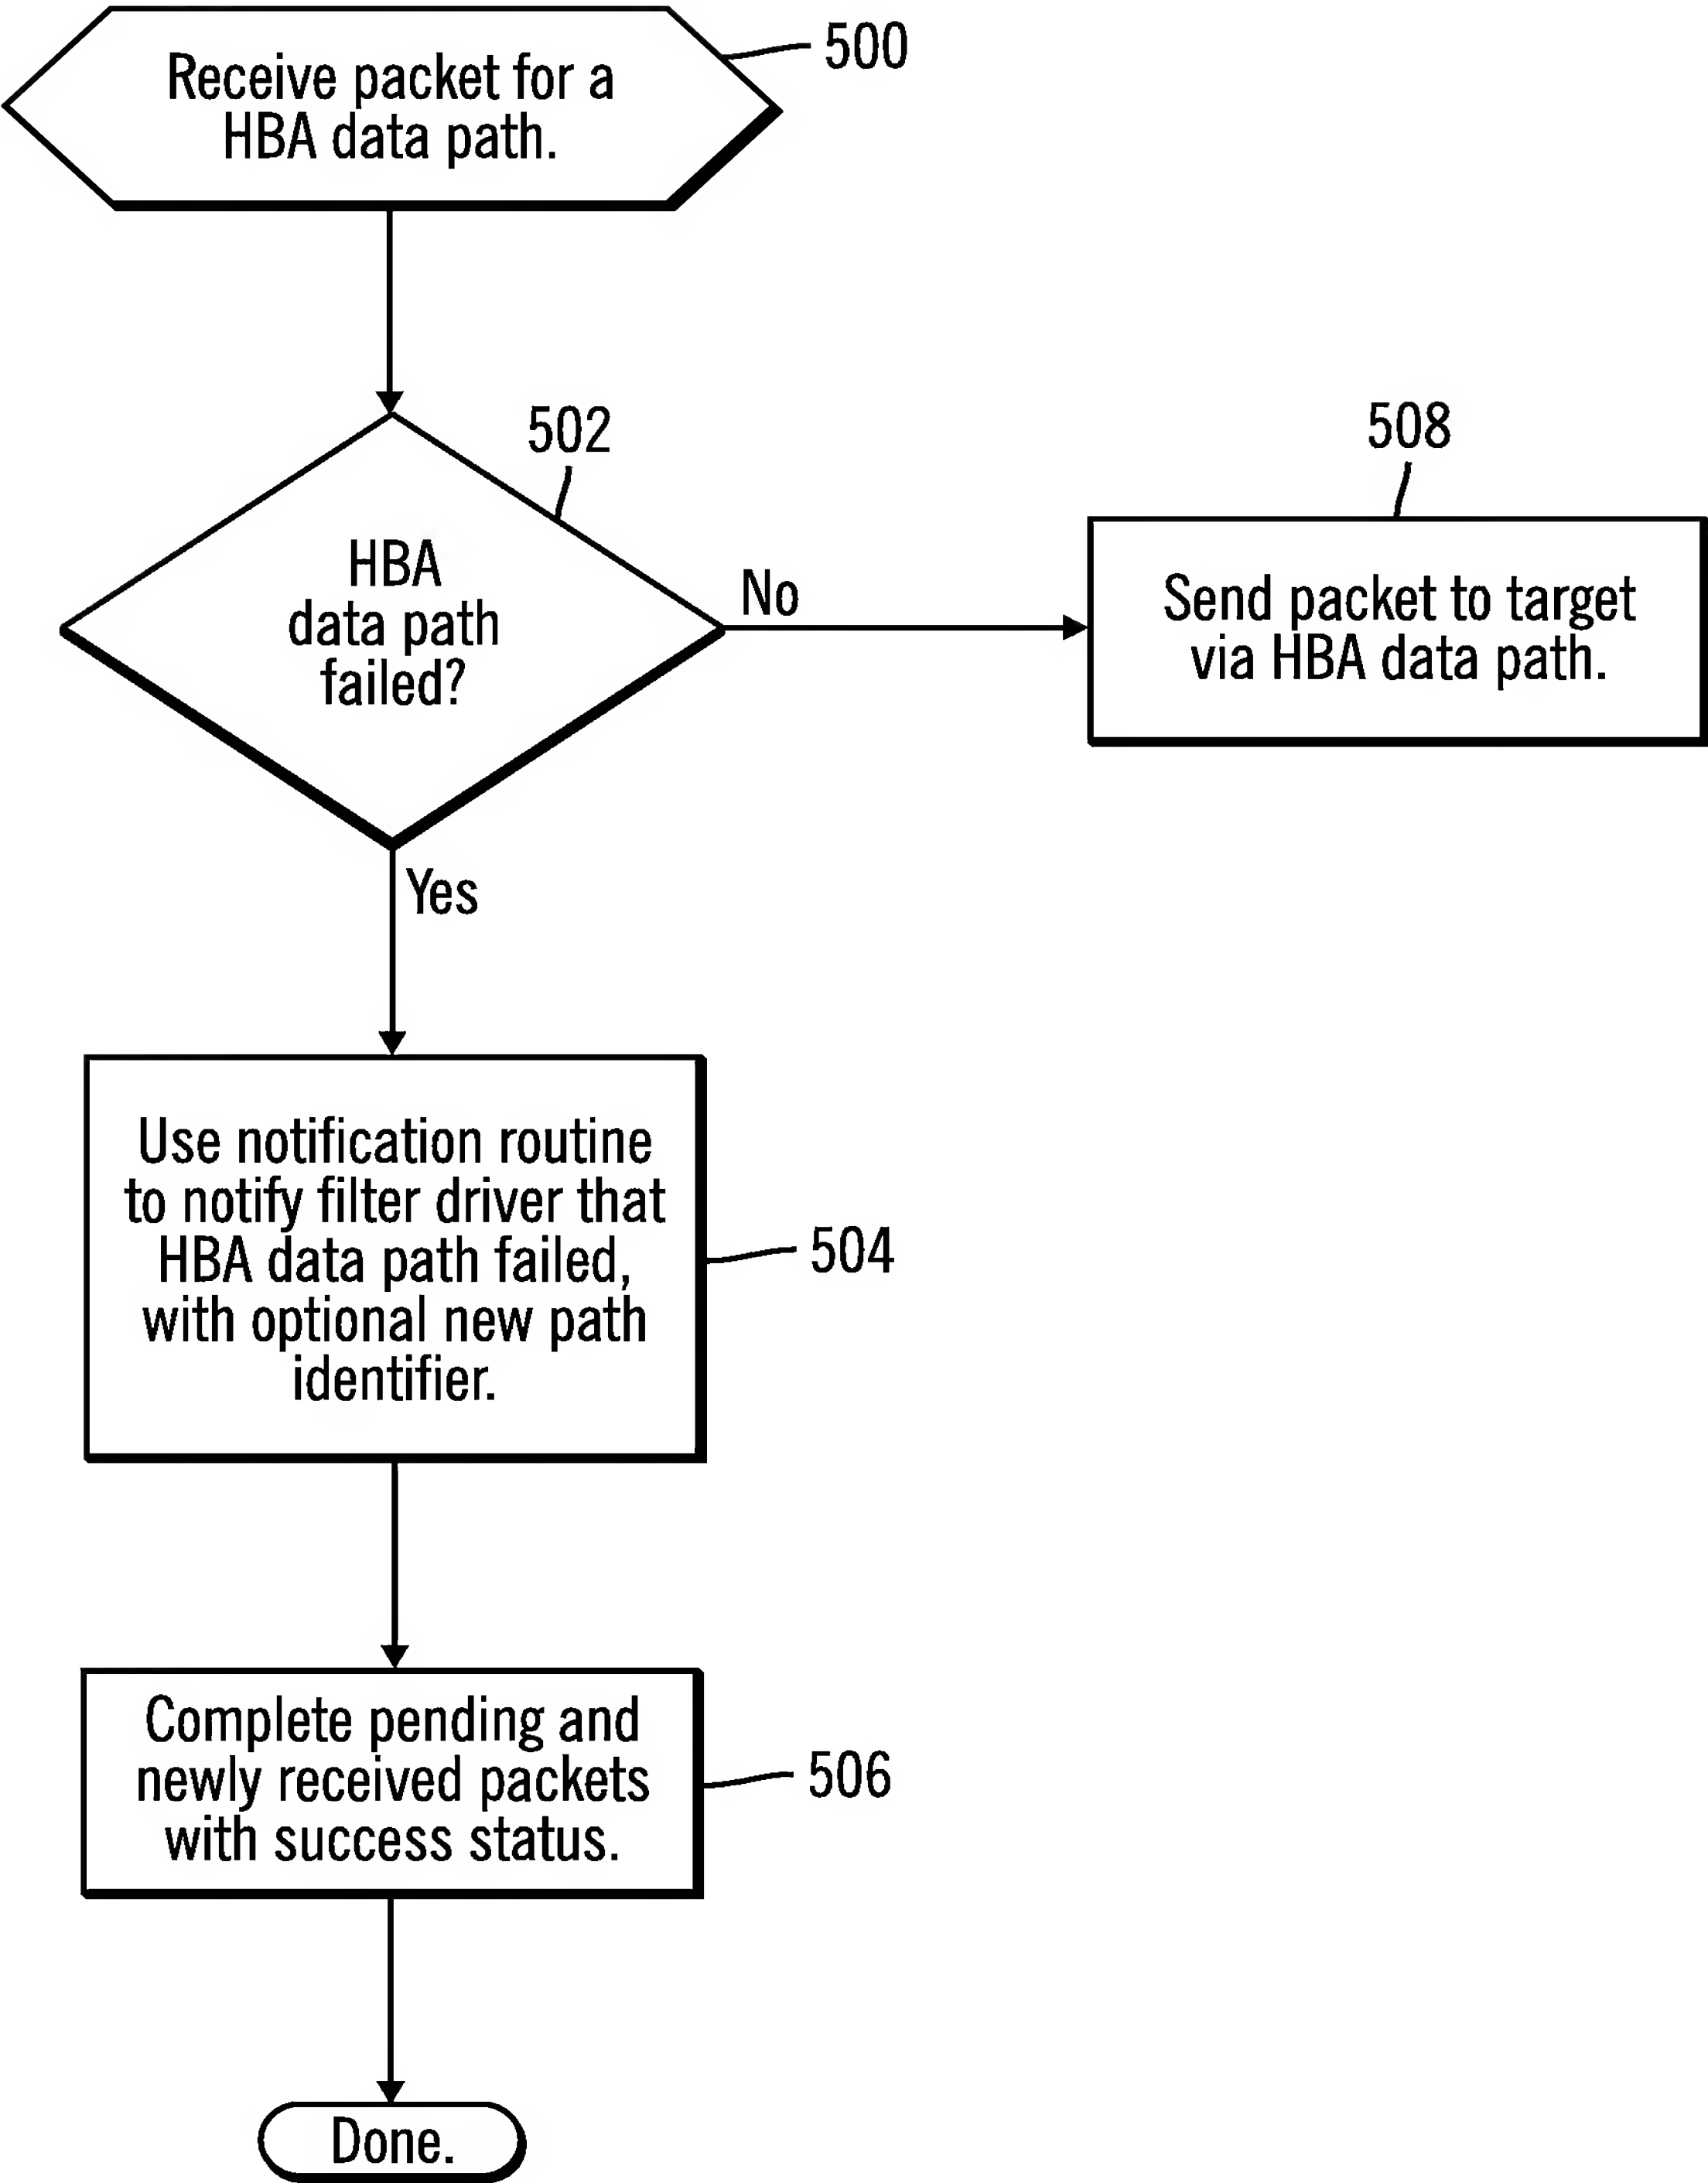 Receive packet for a
HBA data path.
500
502
HBA
data path
failed?
No
508
Send packet to target
via HBA data path.
Yes
Use notification routine
to notify filter driver that
HBA data path failed,
with optional new path
identifier.
504
Complete pending and
newly received packets
with success status.
506
Done.